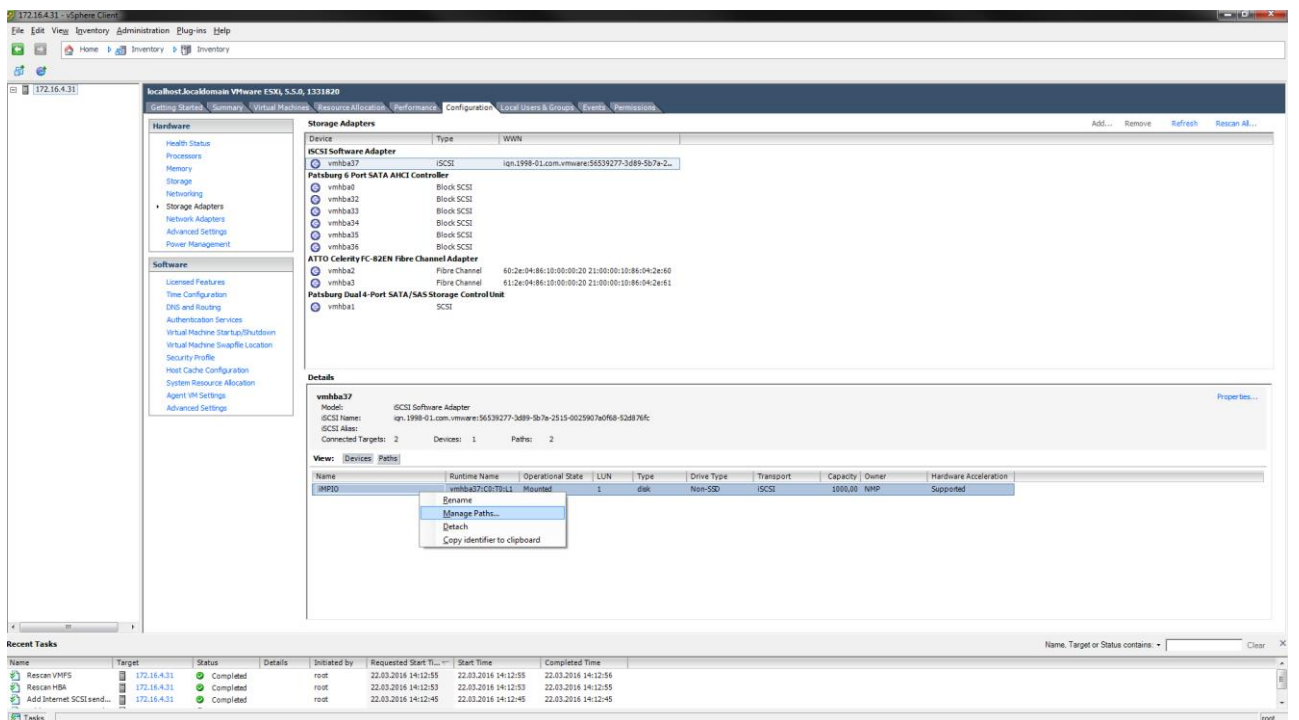 172.16.4.31 - vSphere Client
File Edit View Inventory Administration Plug-ins Help
Home Inventory Inventory
172.16.4.31
localhost.localdomain VMware ESXi, 5.5.0, 1331820
Getting Started Summary Virtual Machines Resource Allocation Performance Configuration Local Users & Groups Events Permissions
Hardware
Health Status
Processors
Memory
Storage
Networking
Storage Adapters
Network Adapters
Advanced Settings
Power Management
Software
Licensed Features
Time Configuration
DNS and Routing
Authentication Services
Virtual Machine Startup/Shutdown
Virtual Machine Swapfile Location
Security Profile
Host Cache Configuration
System Resource Allocation
Agent VM Settings
Advanced Settings
Storage Adapters
Add... Remove Refresh Rescan All...
Device Type WWN
iSCSI Software Adapter
vmhba37 iSCSI iqn.1998-01.com.vmware:56539277-3d89-5b7a-2...
Patsburg 6 Port SATA AHCI Controller
vmhba0 Block SCSI
vmhba32 Block SCSI
vmhba33 Block SCSI
vmhba34 Block SCSI
vmhba35 Block SCSI
vmhba36 Block SCSI
ATTO Celerity FC-82EN Fibre Channel Adapter
vmhba2 Fibre Channel 60:2e:04:86:10:00:00:20 21:00:00:10:86:04:2e:60
vmhba3 Fibre Channel 61:2e:04:86:10:00:00:20 21:00:00:10:86:04:2e:61
Patsburg Dual 4-Port SATA/SAS Storage Control Unit
vmhba1 SCSI
Details
vmhba37
Properties...
Model: iSCSI Software Adapter
iSCSI Name: iqn.1998-01.com.vmware:56539277-3d89-5b7a-2515-0025907a0f68-52d876fc
iSCSI Alias:
Connected Targets: 2 Devices: 1 Paths: 2
View: Devices Paths
Name Runtime Name Operational State LUN Type Drive Type Transport Capacity Owner Hardware Acceleration
iMPIO vmhba37:C0:T0:L1 Mounted 1 disk Non-SSD iSCSI 1000,00 NMP Supported
Rename
Manage Paths...
Detach
Copy identifier to clipboard
Recent Tasks
Name, Target or Status contains: Clear
Name Target Status Details Initiated by Requested Start Ti... Start Time Completed Time
Rescan VMFS 172.16.4.31 Completed root 22.03.2016 14:12:55 22.03.2016 14:12:55 22.03.2016 14:12:56
Rescan HBA 172.16.4.31 Completed root 22.03.2016 14:12:53 22.03.2016 14:12:53 22.03.2016 14:12:55
Add Internet SCSI send... 172.16.4.31 Completed root 22.03.2016 14:12:45 22.03.2016 14:12:45 22.03.2016 14:12:45
Tasks
root